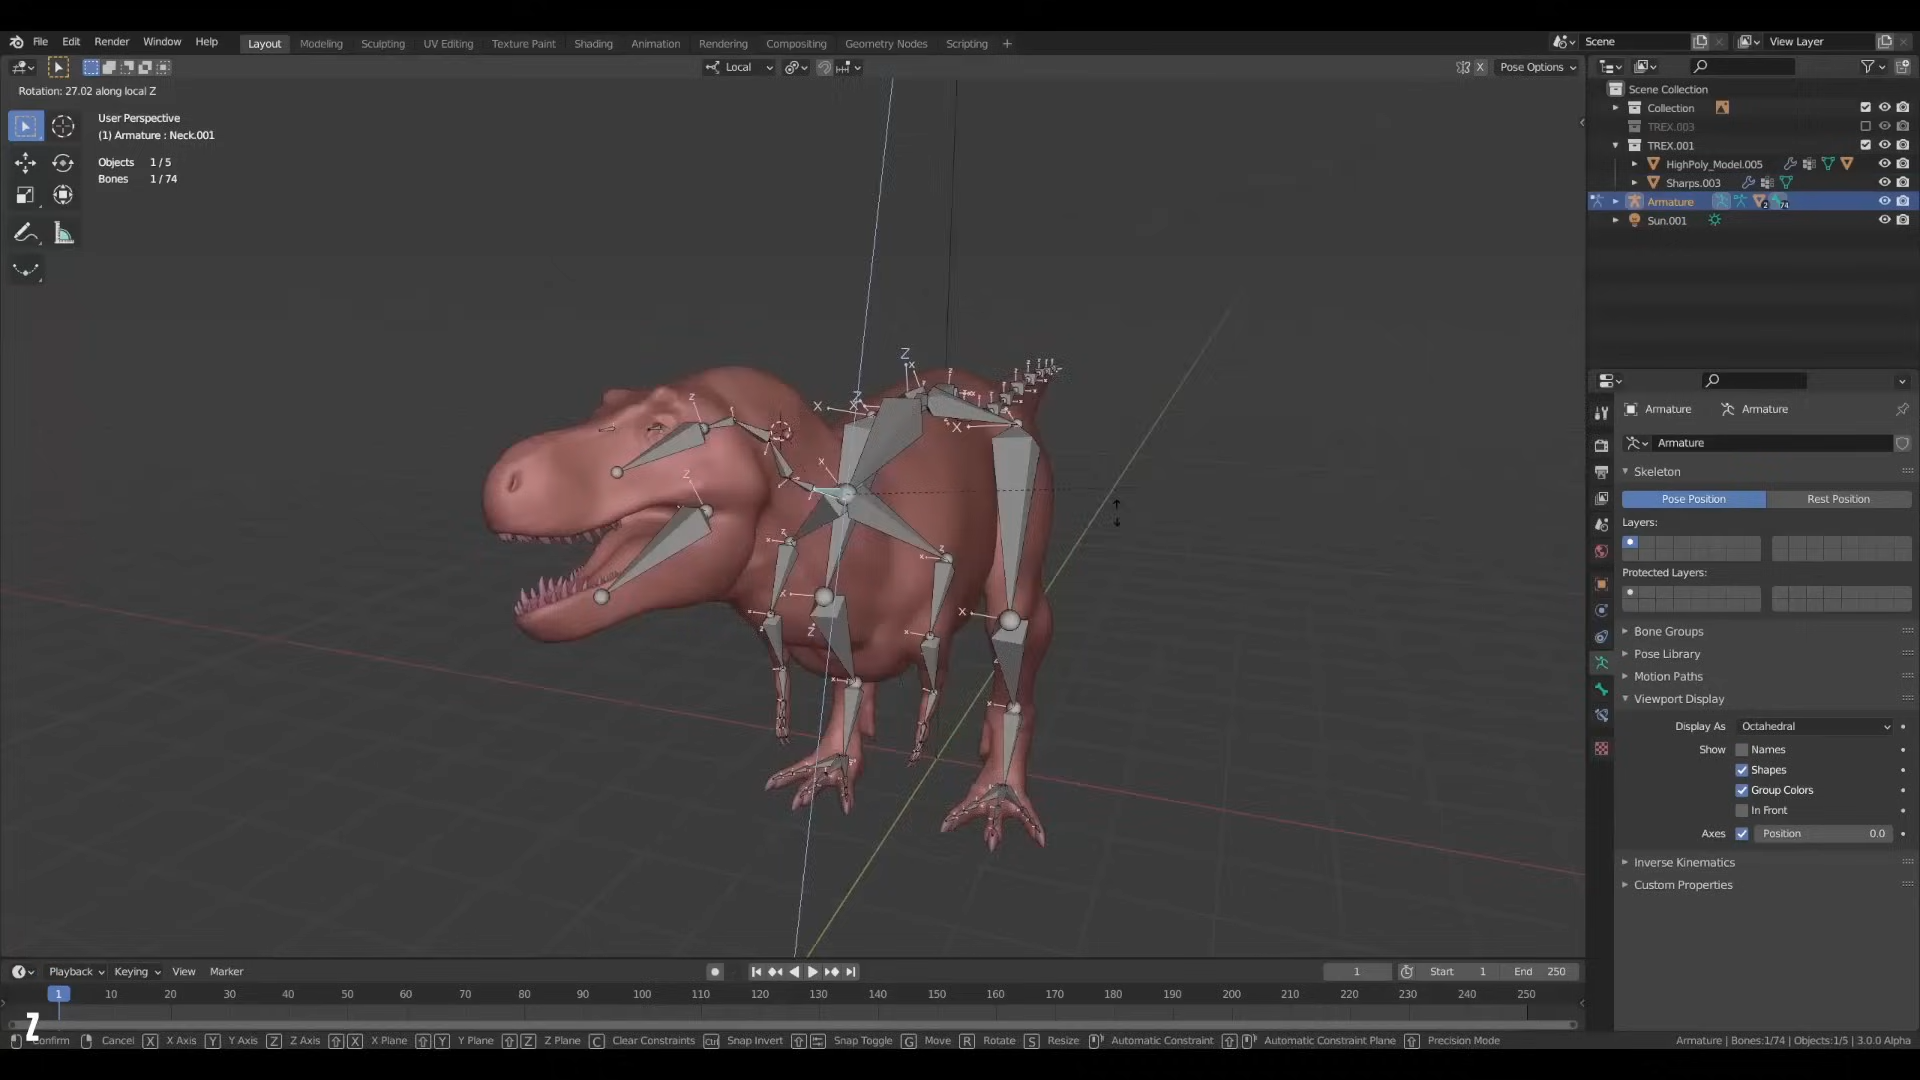 File Edit Render Window Help Layout Modeling Sculpting UV Editing Texture Paint Shading Animation Rendering Compositing Geometry Nodes Scripting + Scene View Layer
Local X Pose Options
Rotation: 27.02 along local Z
User Perspective
(1) Armature : Neck.001
Objects 1 / 5
Bones 1 / 74
Scene Collection
Collection
TREX.003
TREX.001
HighPoly_Model.005
Sharps.003
Armature 2 74
Sun.001
Armature Armature
Armature
Skeleton
Pose Position Rest Position
Layers:
Protected Layers:
Bone Groups
Pose Library
Motion Paths
Viewport Display
Display As Octahedral
Show Names
Shapes
Group Colors
In Front
Axes Position 0.0
Inverse Kinematics
Custom Properties
Playback Keying View Marker 1 Start 1 End 250
1 10 20 30 40 50 60 70 80 90 100 110 120 130 140 150 160 170 180 190 200 210 220 230 240 250
Z
Confirm Cancel X X Axis Y Y Axis Z Z Axis X X Plane Y Y Plane Z Z Plane C Clear Constraints Snap Invert Snap Toggle G Move R Rotate S Resize Automatic Constraint Automatic Constraint Plane Precision Mode Armature | Bones:1/74 | Objects:1/5 | 3.0.0 Alpha